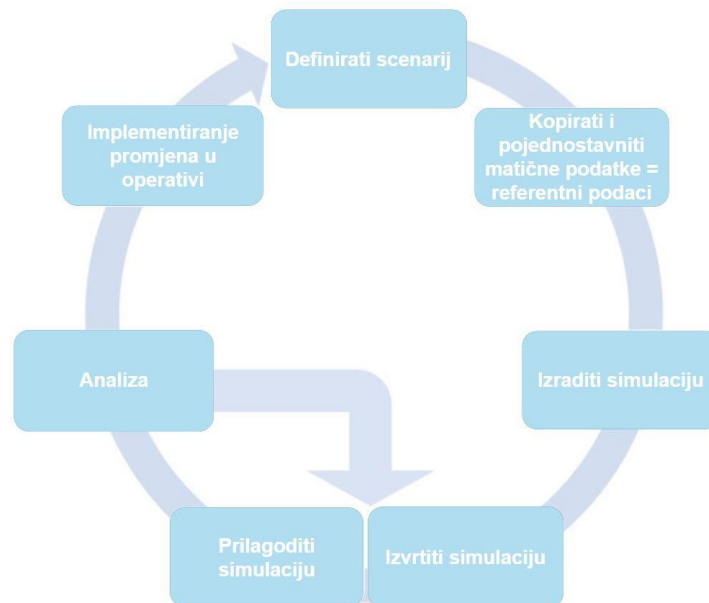 Definirati scenarij
Kopirati i
pojednostavniti
matične podatke =
referentni podaci
Izraditi simulaciju
Izvrtiti simulaciju
Prilagoditi
simulaciju
Analiza
Implementiranje
promjena u
operativi